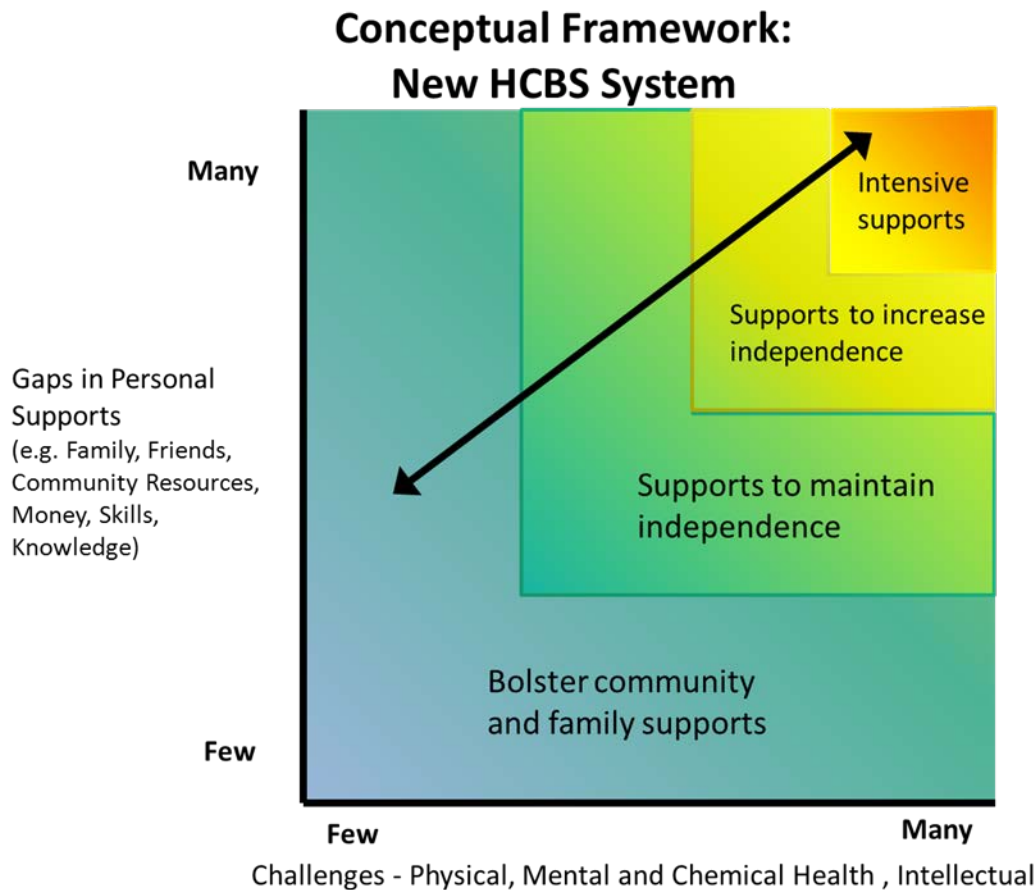 Conceptual Framework:
New HCBS System
Many
Intensive
supports
Supports to increase
independence
Gaps in Personal
Supports
(e.g. Family, Friends,
Community Resources,
Money, Skills,
Knowledge)
Supports to maintain
independence
Bolster community
and family supports
Few
Few
Many
Challenges - Physical, Mental and Chemical Health , Intellectual